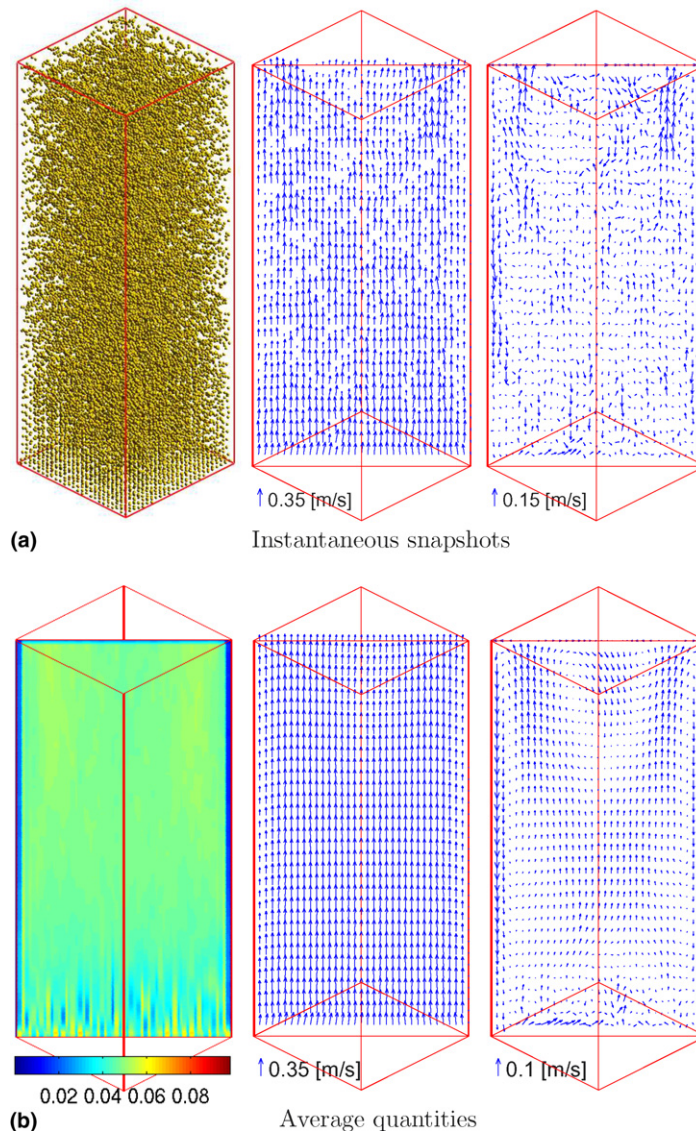 0.35 [m/s]
0.15 [m/s]
(a)
Instantaneous snapshots
0.02 0.04 0.06 0.08
0.35 [m/s]
0.1 [m/s]
(b)
Average quantities